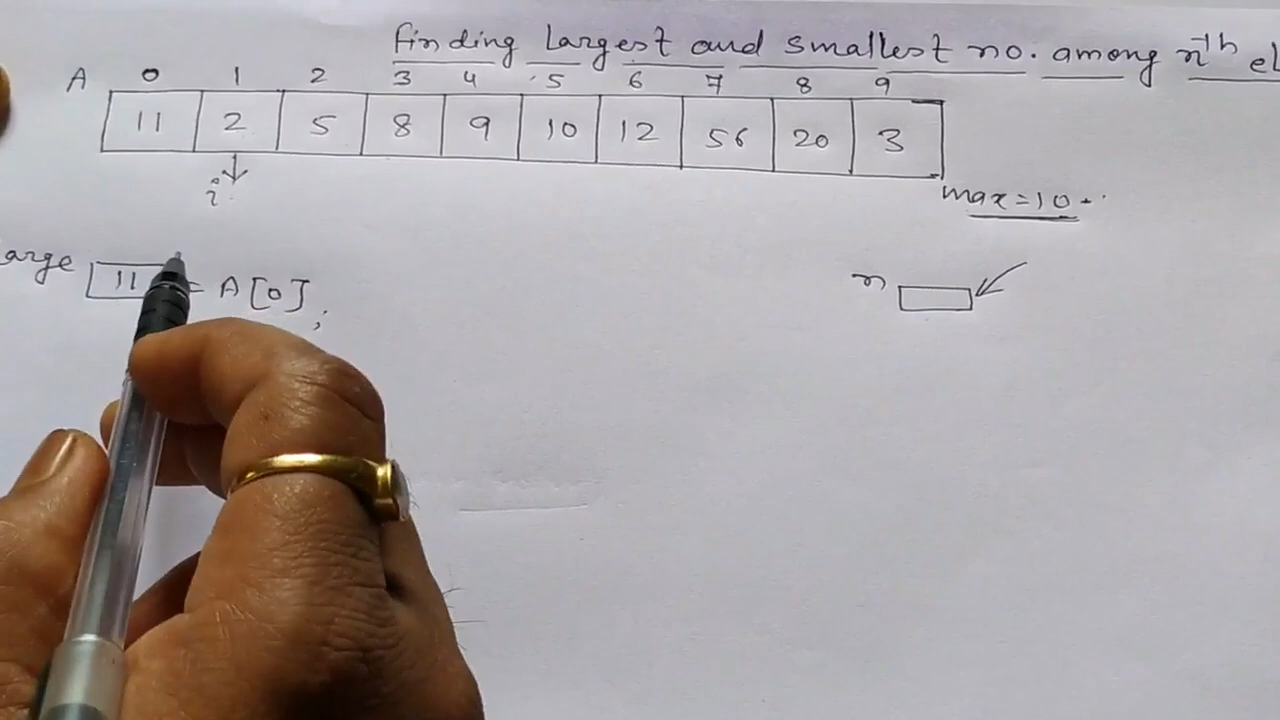 Finding Largest and smallest no. among nth el
A 0 1 2 3 4 5 6 7 8 9
11 2 5 8 9 10 12 56 20 3
i
max=10
arge 11 = A[0];
n